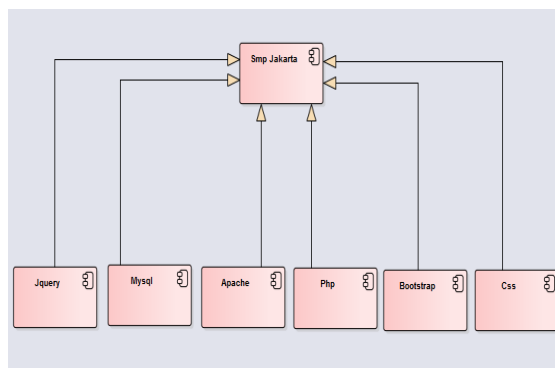 Smp Jakarta
Jquery
Mysql
Apache
Php
Bootstrap
Css